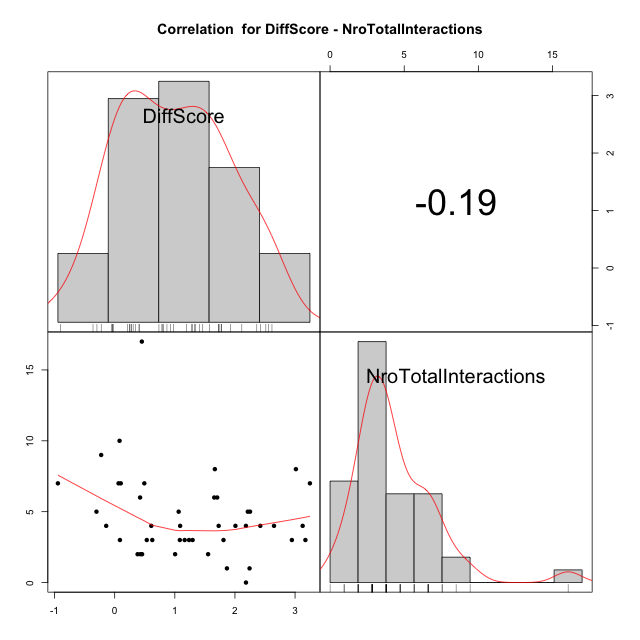 Correlation  for DiffScore - NroTotalInteractions
0 5 10 15
DiffScore
-0.19
3
2
1
0
-1
15
10
5
0
NroTotalInteractions
-1 0 1 2 3